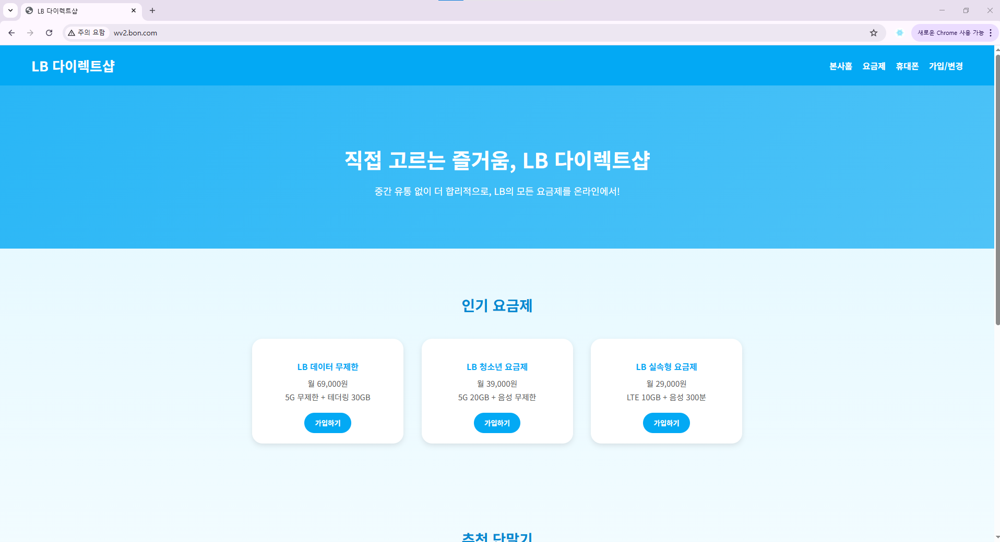 LB 다이렉트샵
주의 요함
wv2.bon.com
새로운 Chrome 사용 가능
LB 다이렉트샵
본사홈 요금제 휴대폰 가입/변경
직접 고르는 즐거움, LB 다이렉트샵
중간 유통 없이 더 합리적으로, LB의 모든 요금제를 온라인에서!
인기 요금제
LB 데이터 무제한
월 69,000원
5G 무제한 + 테더링 30GB
가입하기
LB 청소년 요금제
월 39,000원
5G 20GB + 음성 무제한
가입하기
LB 실속형 요금제
월 29,000원
LTE 10GB + 음성 300분
가입하기
추천 단말기